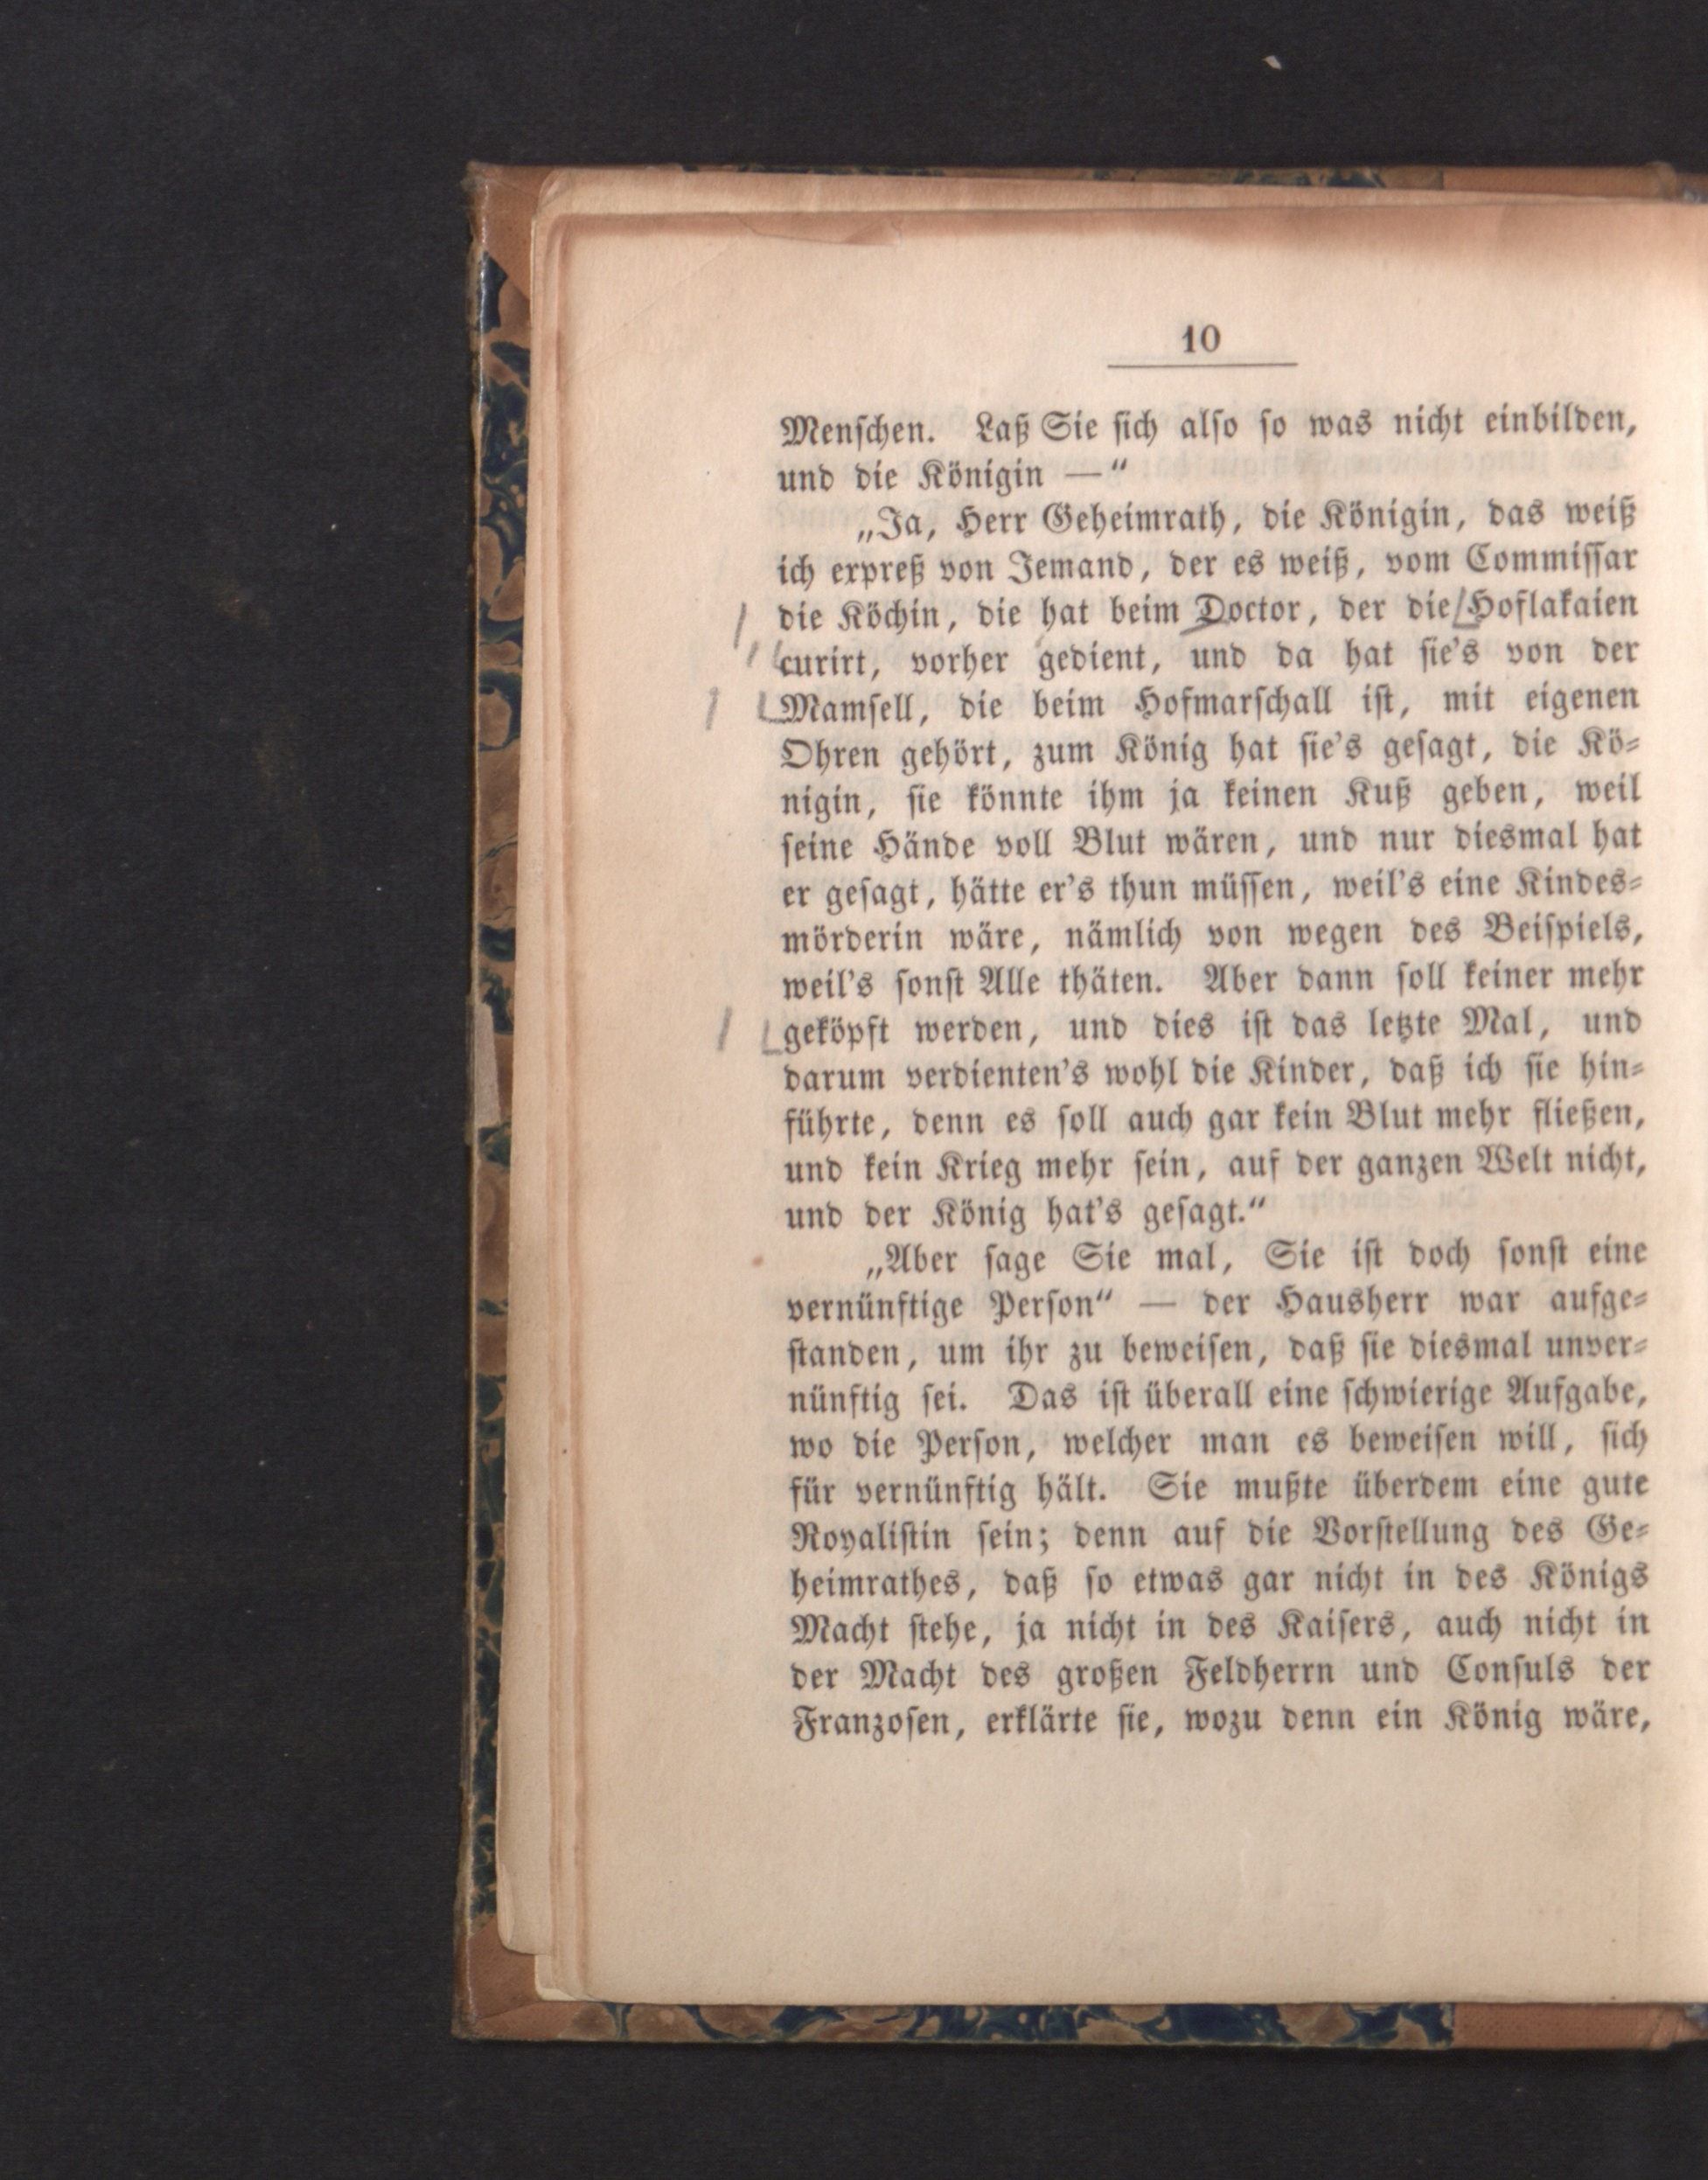 10
Menschen. Laß Sie sich also so was nicht einbilden,
und die Königin —“
„Ja, Herr Geheimrath, die Königin, das weiß
ich expreß von Jemand, der es weiß, vom Commissar
die Köchin, die hat beim Doctor, der die Hoflakaien
curirt, vorher gedient, und da hat sie's von der
Mamsell, die beim Hofmarschall ist, mit eigenen
Ohren gehört, zum König hat sie's gesagt, die Kö-
nigin, sie könnte ihm ja keinen Kuß geben, weil
seine Hände voll Blut wären, und nur diesmal hat
er gesagt, hätte er's thun müssen, weil's eine Kindes-
mörderin wäre, nämlich von wegen des Beispiels,
weil's sonst Alle thäten. Aber dann soll keiner mehr
geköpft werden, und dies ist das letzte Mal, und
darum verdienten's wohl die Kinder, daß ich sie hin-
führte, denn es soll auch gar kein Blut mehr fließen,
und kein Krieg mehr sein, auf der ganzen Welt nicht,
und der König hat's gesagt.“
„Aber sage Sie mal, Sie ist doch sonst eine
vernünftige Person“ — der Hausherr war aufge-
standen, um ihr zu beweisen, daß sie diesmal unver-
nünftig sei. Das ist überall eine schwierige Aufgabe,
wo die Person, welcher man es beweisen will, sich
für vernünftig hält. Sie mußte überdem eine gute
Royalistin sein; denn auf die Vorstellung des Ge-
heimrathes, daß so etwas gar nicht in des Königs
Macht stehe, ja nicht in des Kaisers, auch nicht in
der Macht des großen Feldherrn und Consuls der
Franzosen, erklärte sie, wozu denn ein König wäre,